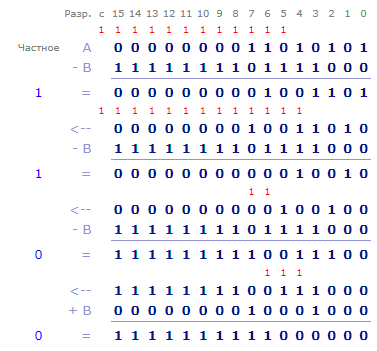 Разр. с 15 14 13 12 11 10 9 8 7 6 5 4 3 2 1 0
1 1 1 1 1 1 1 1 1 1 1 1
Частное A 0 0 0 0 0 0 0 0 1 1 0 1 0 1 0 1
- B 1 1 1 1 1 1 1 1 0 1 1 1 1 0 0 0
1 = 0 0 0 0 0 0 0 0 0 1 0 0 1 1 0 1
1 1 1 1 1 1 1 1 1 1 1 1 1
<-- 0 0 0 0 0 0 0 0 1 0 0 1 1 0 1 0
- B 1 1 1 1 1 1 1 1 0 1 1 1 1 0 0 0
1 = 0 0 0 0 0 0 0 0 0 0 0 1 0 0 1 0
1 1
<-- 0 0 0 0 0 0 0 0 0 0 1 0 0 1 0 0
- B 1 1 1 1 1 1 1 1 0 1 1 1 1 0 0 0
0 = 1 1 1 1 1 1 1 1 1 0 0 1 1 1 0 0
1 1 1
<-- 1 1 1 1 1 1 1 1 0 0 1 1 1 0 0 0
+ B 0 0 0 0 0 0 0 0 1 0 0 0 1 0 0 0
0 = 1 1 1 1 1 1 1 1 1 1 0 0 0 0 0 0